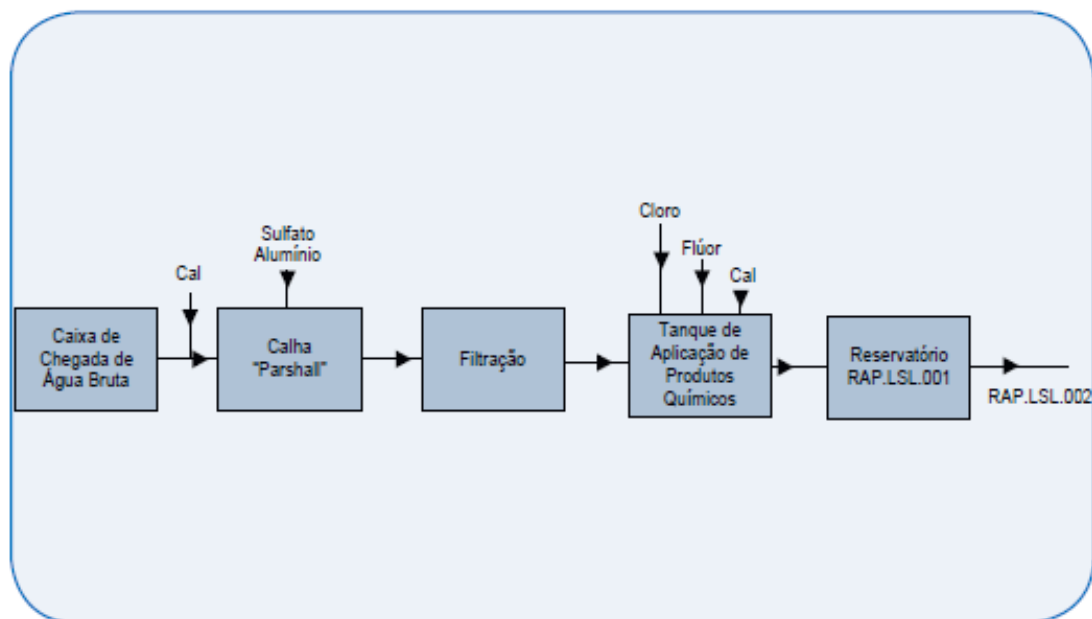 Cloro
Sulfato
Alumínio
Flúor
Cal
Cal
Caixa de
Chegada de
Água Bruta
Calha
"Parshall"
Filtração
Tanque de
Aplicação de
Produtos
Químicos
Reservatório
RAP.LSL.001
RAP.LSL.002